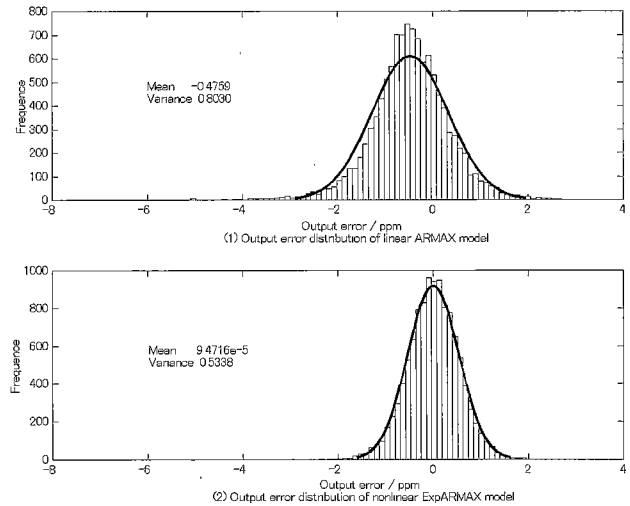 800
700
600
500
400
300
200
100
0
Frequence
Mean -0.4759
Variance 0.8030
-8 -6 -4 -2 0 2 4
Output error / ppm
(1) Output error distribution of linear ARMAX model
1000
800
600
400
200
0
Frequence
Mean 9.4716e-5
Variance 0.5338
-8 -6 -4 -2 0 2 4
Output error / ppm
(2) Output error distribution of nonlinear ExpARMAX model